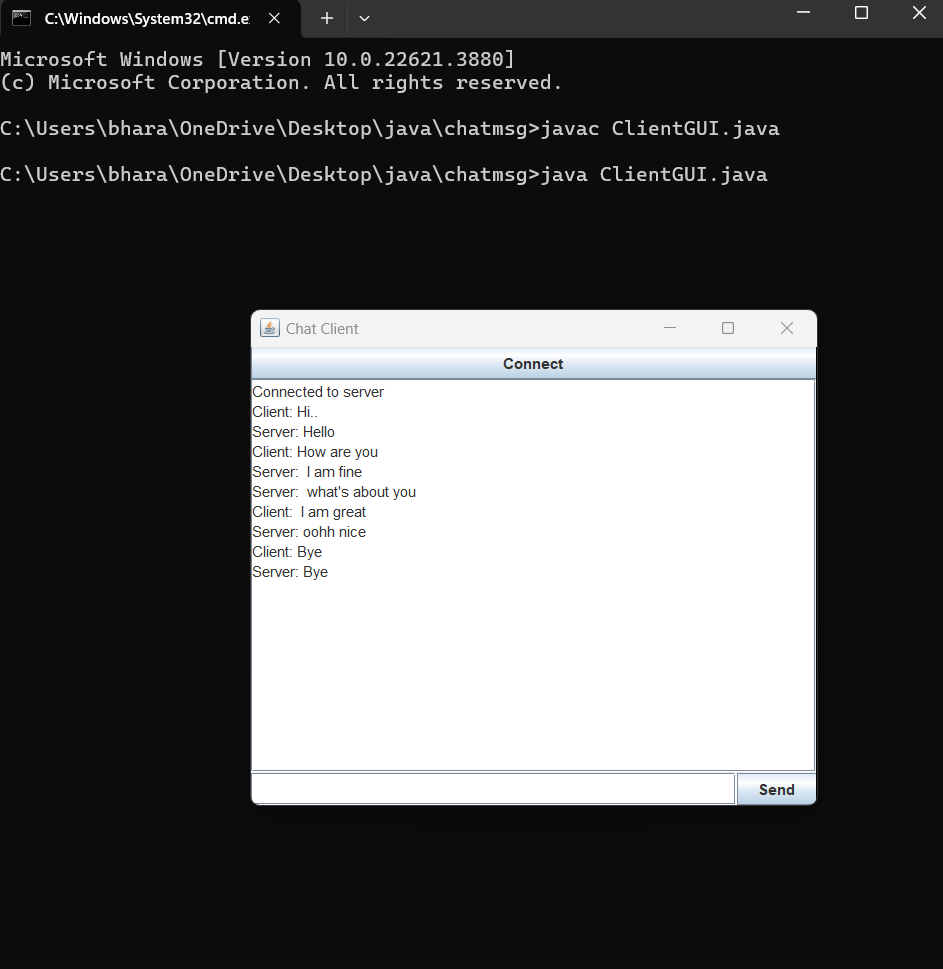 C:\Windows\System32\cmd.e
Microsoft Windows [Version 10.0.22621.3880]
(c) Microsoft Corporation. All rights reserved.
C:\Users\bhara\OneDrive\Desktop\java\chatmsg>javac ClientGUI.java
C:\Users\bhara\OneDrive\Desktop\java\chatmsg>java ClientGUI.java
Chat Client
Connect
Connected to server
Client: Hi..
Server: Hello
Client: How are you
Server:  I am fine
Server:  what's about you
Client:  I am great
Server: oohh nice
Client: Bye
Server: Bye
Send